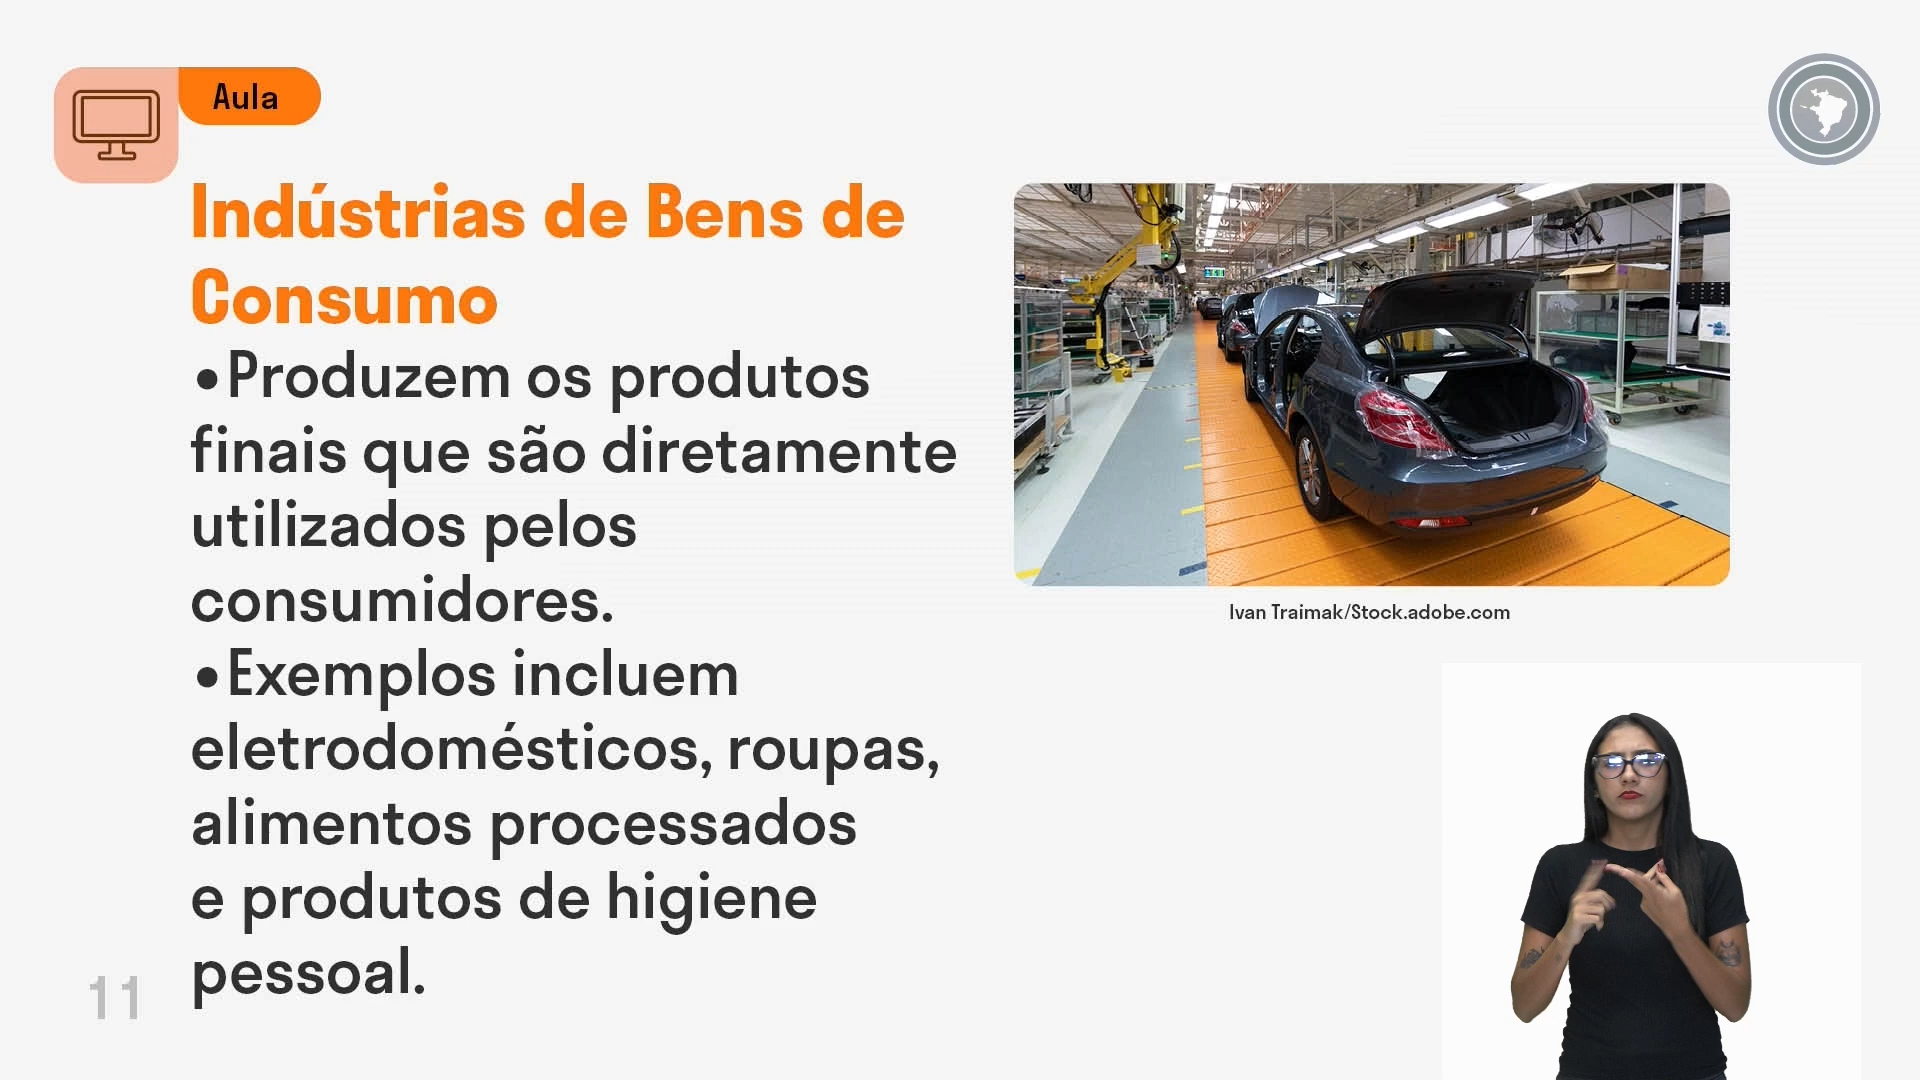 Aula
Indústrias de Bens de
Consumo
•Produzem os produtos
finais que são diretamente
utilizados pelos
consumidores.
•Exemplos incluem
eletrodomésticos, roupas,
alimentos processados
e produtos de higiene
pessoal.
Ivan Traimak/Stock.adobe.com
11